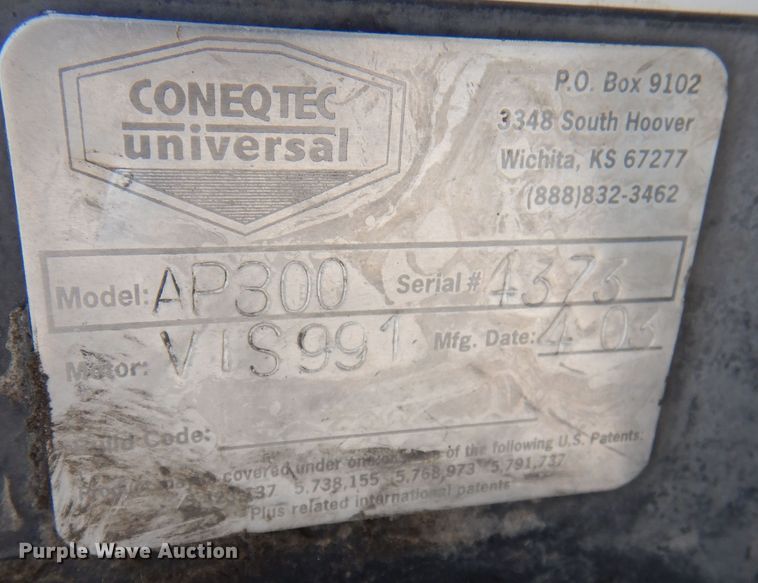 CONEQTEC
universal
P.O. Box 9102
3348 South Hoover
Wichita, KS 67277
(888)832-3462
Model: AP300 Serial # 4373
Motor: VIS991 Mfg. Date: 4-03
Code:
covered under one of the following U.S. Patents:
5.738,155 5.768,973 5.791,737
Plus related international patents
Purple Wave Auction